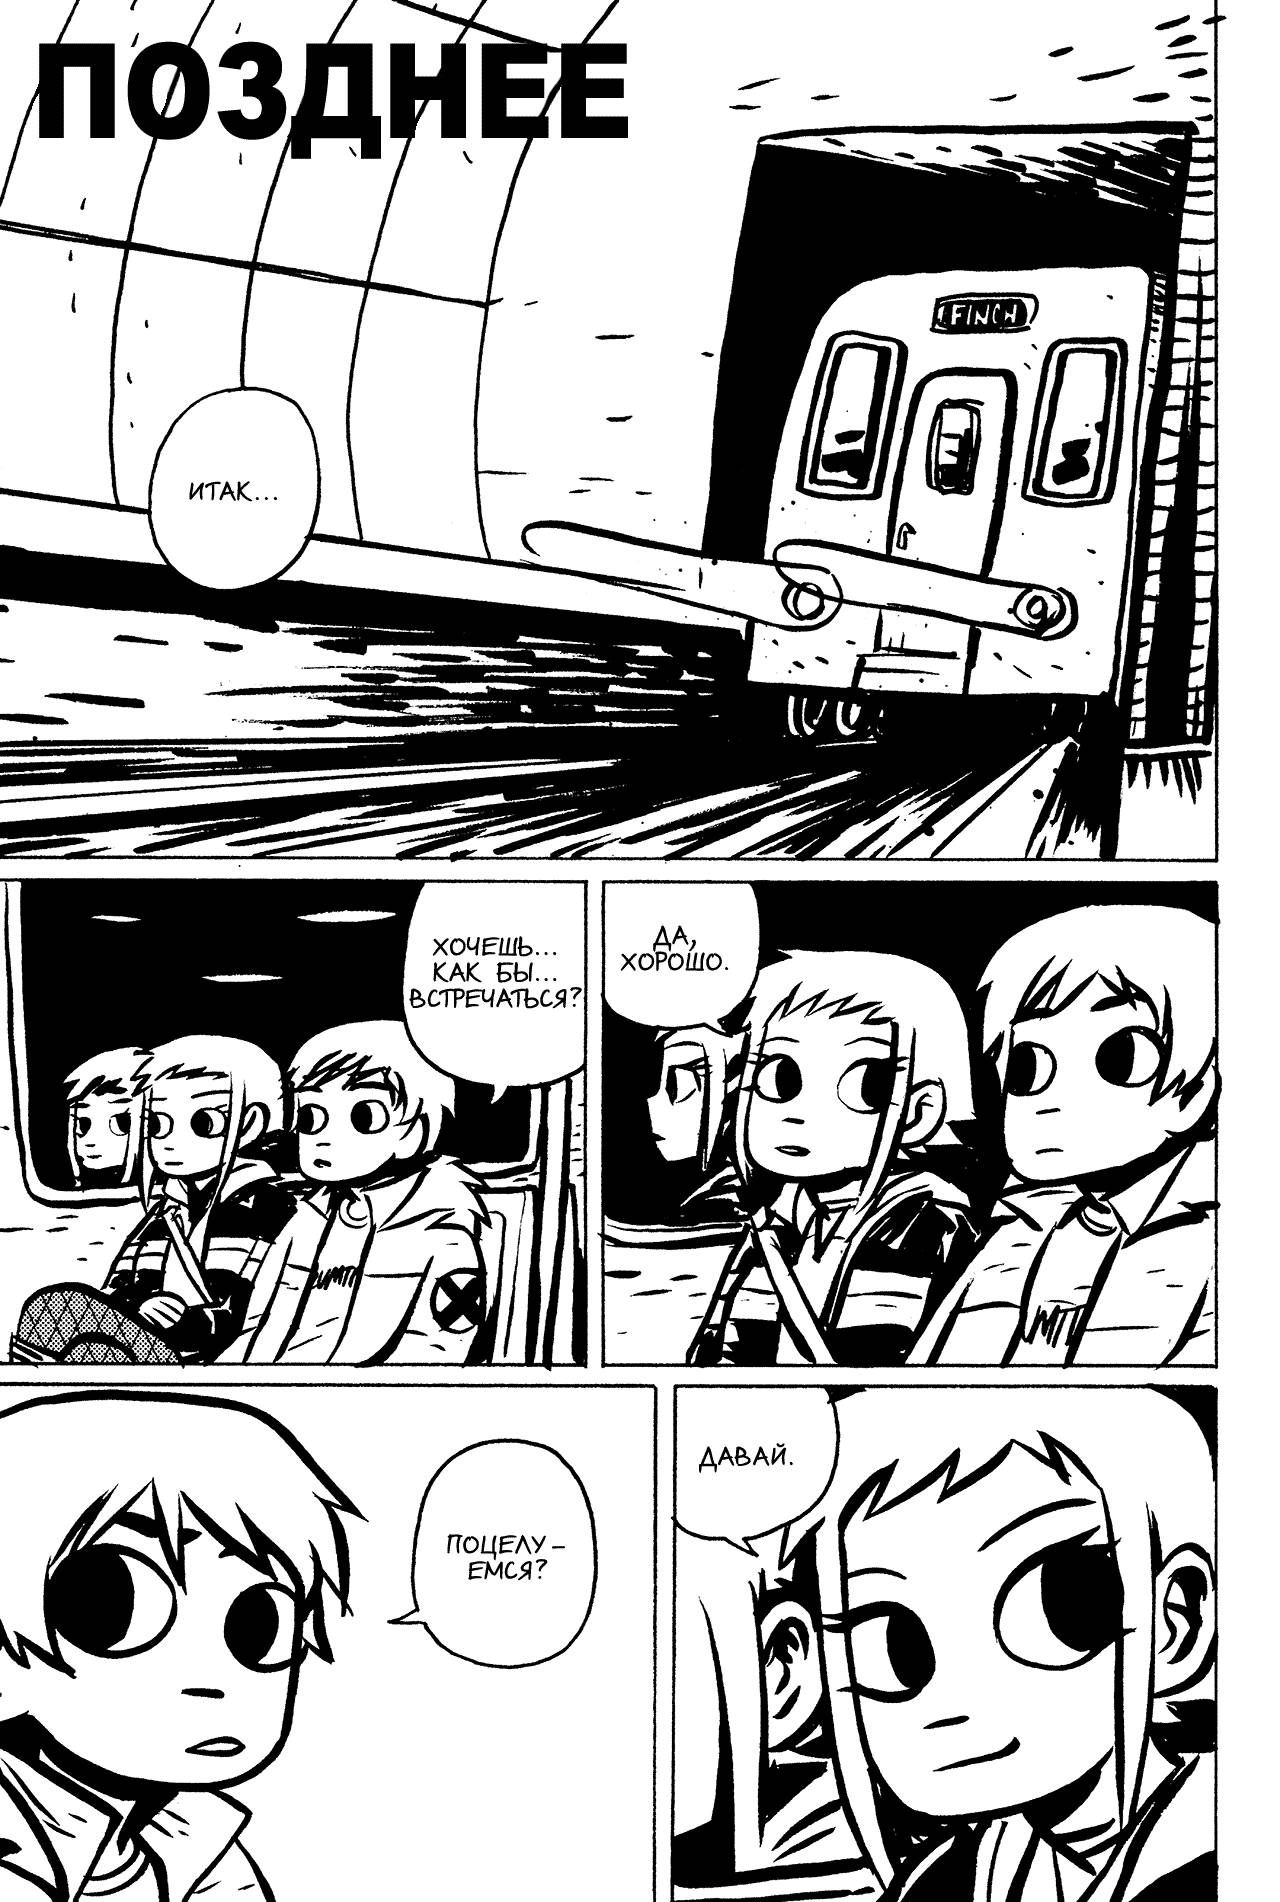 ПОЗДНЕЕ
FINCH
ИТАК...
ХОЧЕШЬ...
КАК БЫ...
ВСТРЕЧАТЬСЯ?
ДА,
ХОРОШО.
ПОЦЕЛУ-
ЕМСЯ?
ДАВАЙ.